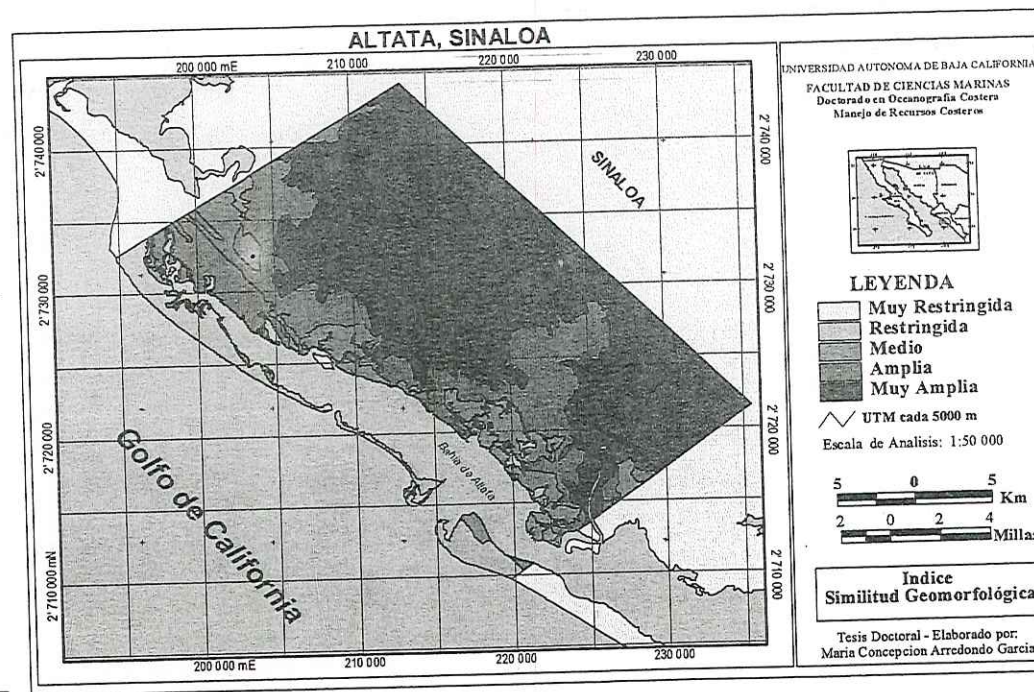 ALTATA, SINALOA
200 000 mE
210 000
220 000
230 000
2'740 000
2'730 000
2'720 000
2'710 000 mN
2'740 000
2'730 000
2'720 000
2'710 000
200 000 mE
210 000
220 000
230 000
SINALOA
Bahia de Altata
Golfo de California
UNIVERSIDAD AUTONOMA DE BAJA CALIFORNIA
FACULTAD DE CIENCIAS MARINAS
Doctorado en Oceanografia Costera
Manejo de Recursos Costeros
LEYENDA
Muy Restringida
Restringida
Medio
Amplia
Muy Amplia
UTM cada 5000 m
Escala de Analisis: 1:50 000
5 0 5
Km
2 0 2 4
Millas
Indice
Similitud Geomorfológica
Tesis Doctoral - Elaborado por:
Maria Concepcion Arredondo Garcia